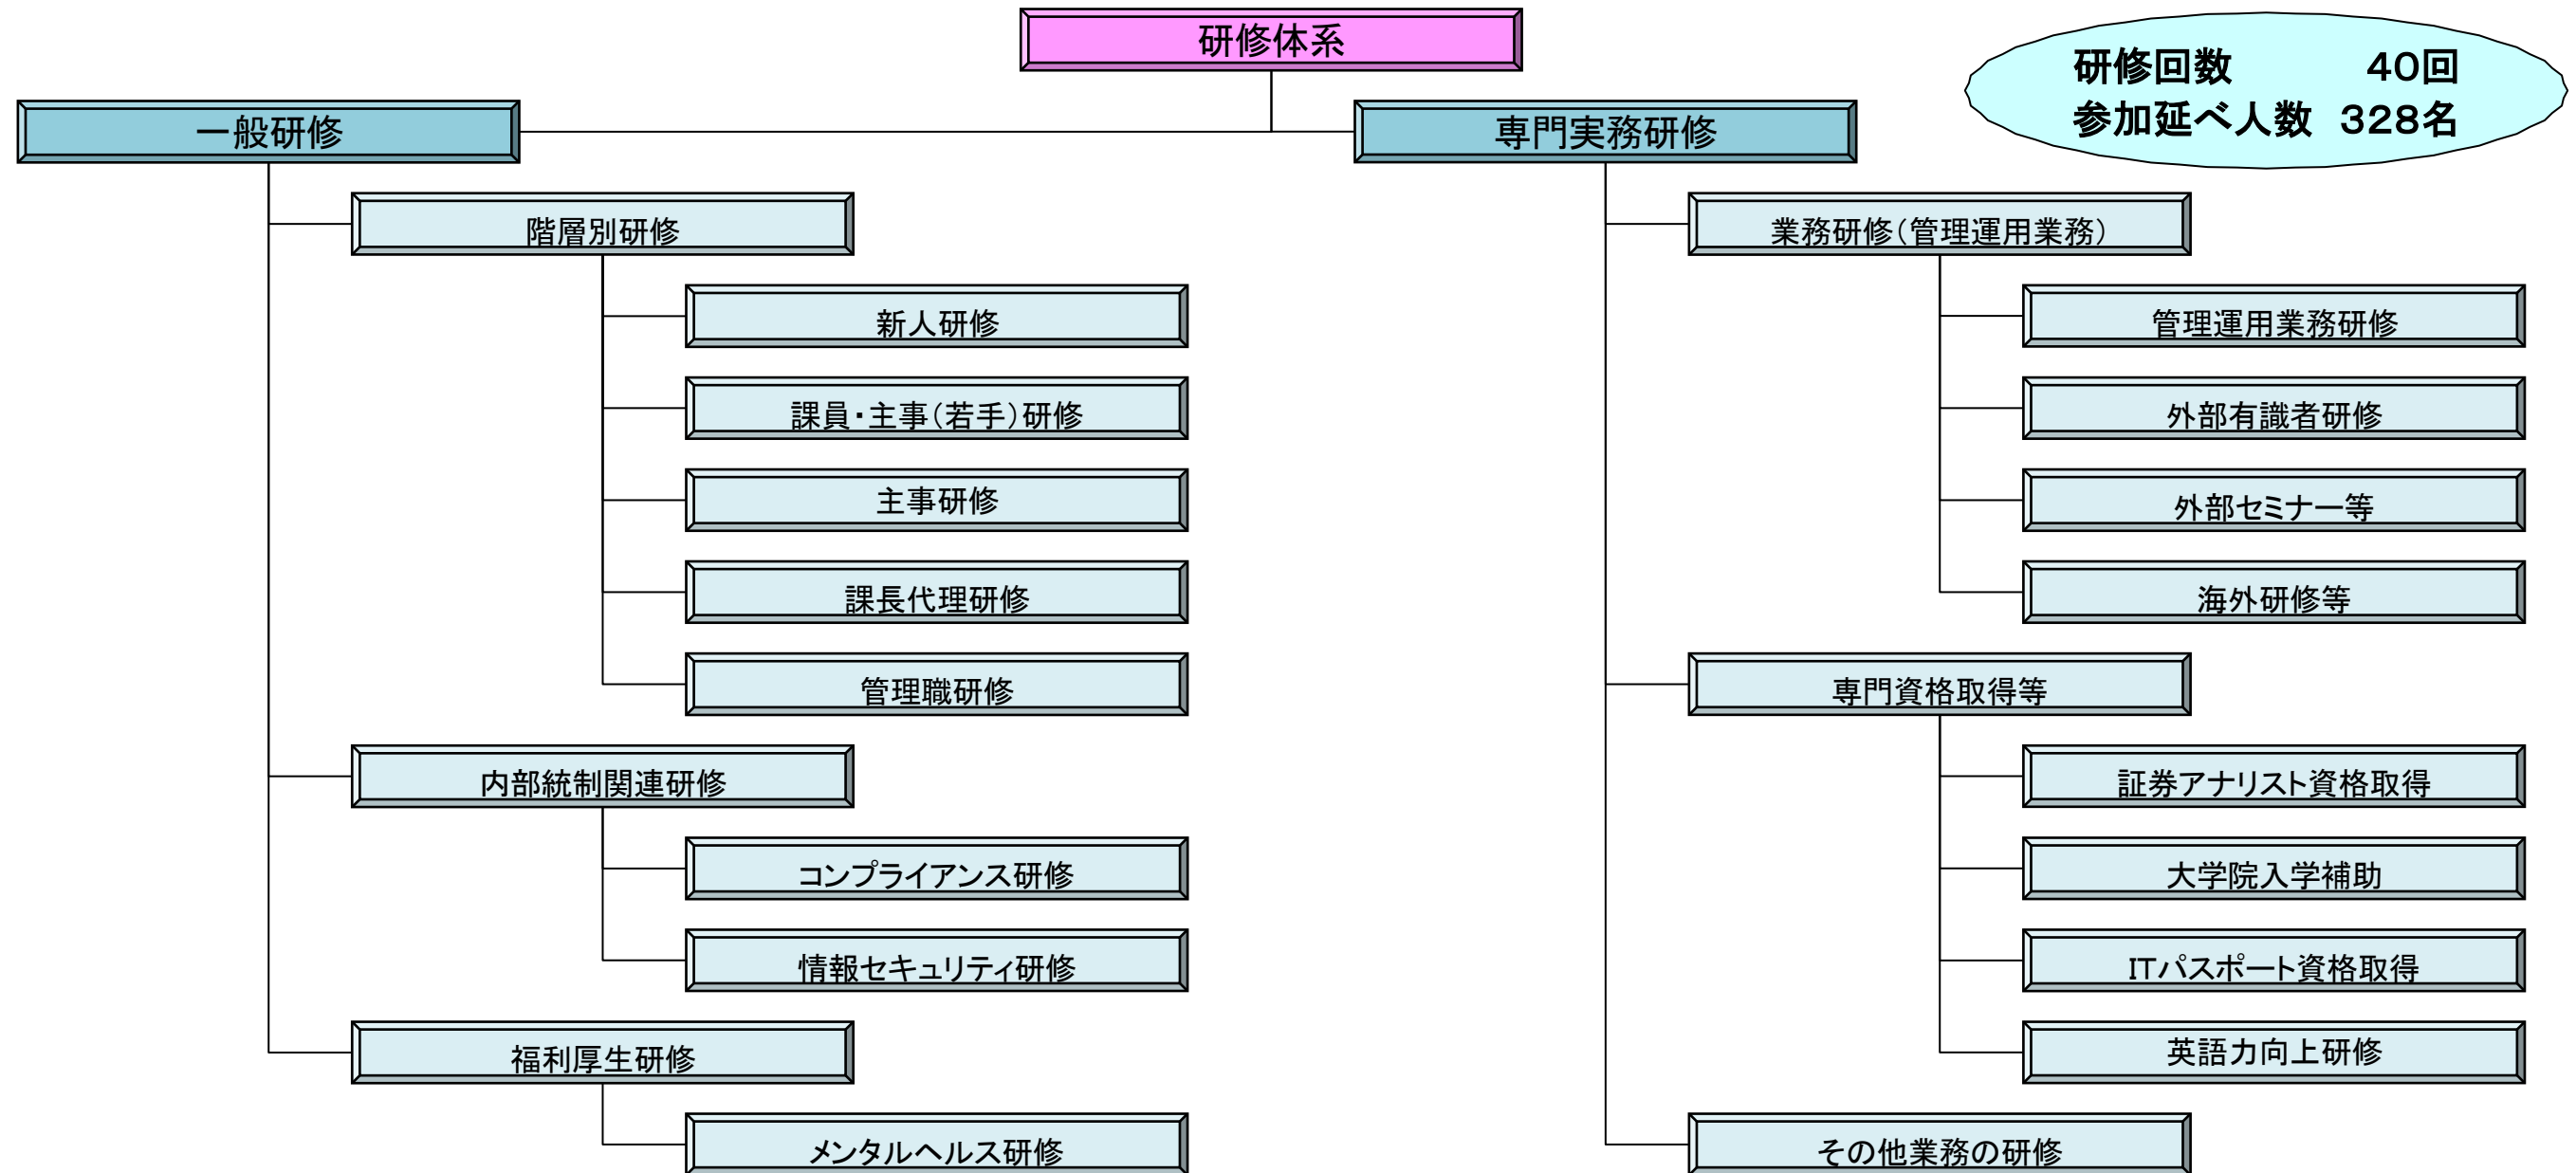 研修体系
研修回数 40回
参加延べ人数 328名
一般研修
階層別研修
新人研修
課員・主事(若手)研修
主事研修
課長代理研修
管理職研修
内部統制関連研修
コンプライアンス研修
情報セキュリティ研修
福利厚生研修
メンタルヘルス研修
専門実務研修
業務研修(管理運用業務)
管理運用業務研修
外部有識者研修
外部セミナー等
海外研修等
専門資格取得等
証券アナリスト資格取得
大学院入学補助
ITパスポート資格取得
英語力向上研修
その他業務の研修